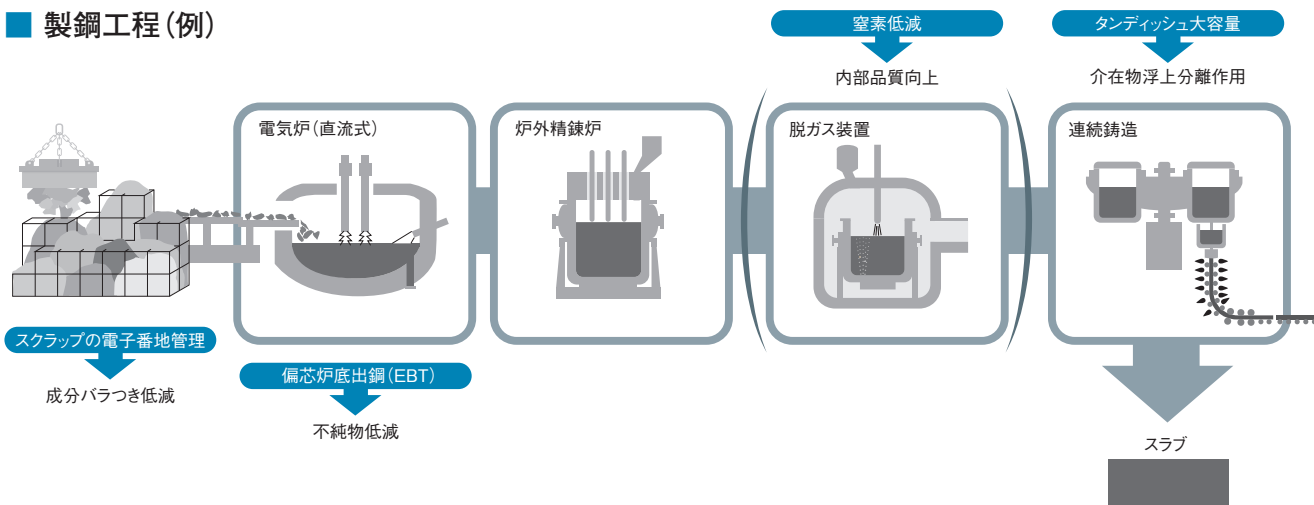 製鋼工程(例)
窒素低減
内部品質向上
タンディッシュ大容量
介在物浮上分離作用
電気炉(直流式)
炉外精錬炉
脱ガス装置
連続鋳造
スクラップの電子番地管理
成分バラつき低減
偏芯炉底出鋼(EBT)
不純物低減
スラブ